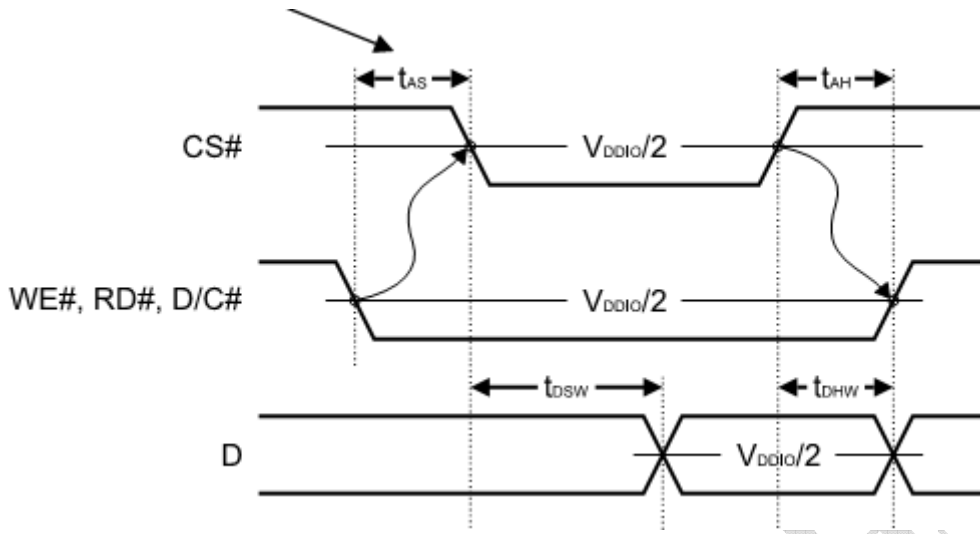 tAS
tAH
CS#
VDDIO/2
WE#, RD#, D/C#
VDDIO/2
tDSW
tDHW
D
VDDIO/2